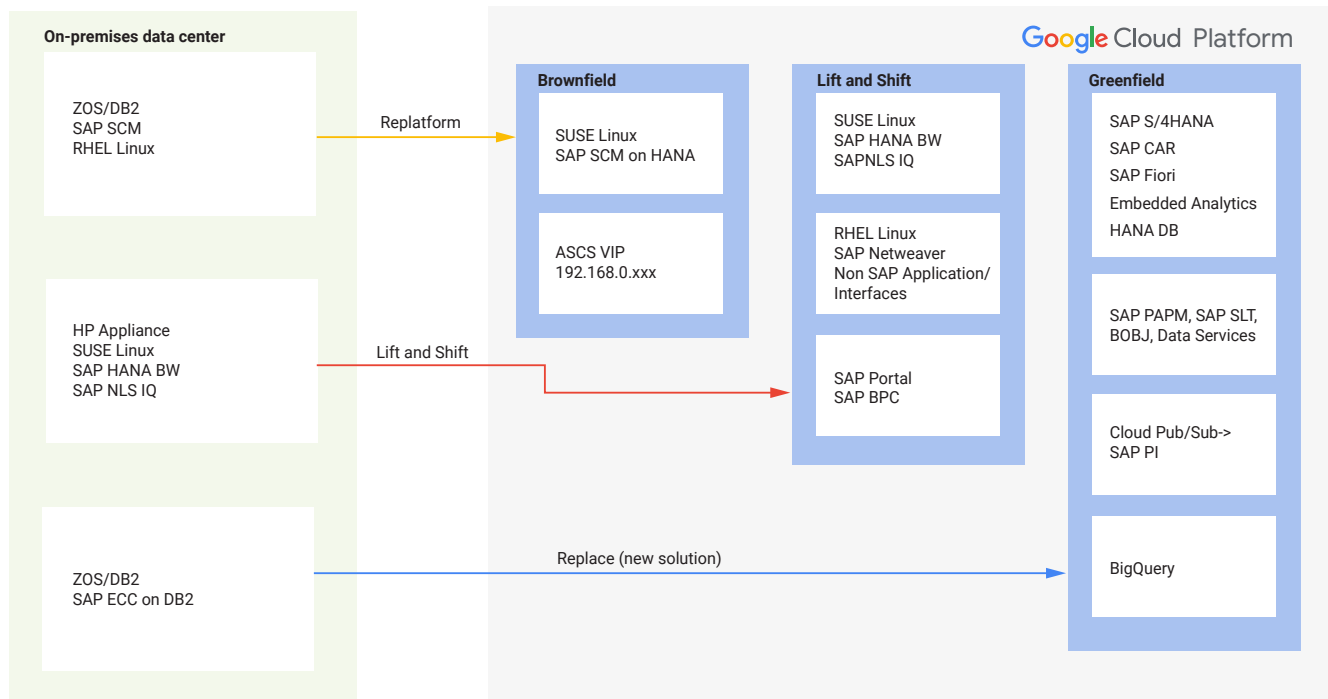 On-premises data center
ZOS/DB2
SAP SCM
RHEL Linux
HP Appliance
SUSE Linux
SAP HANA BW
SAP NLS IQ
ZOS/DB2
SAP ECC on DB2
Replatform
Lift and Shift
Replace (new solution)
Google Cloud Platform
Brownfield
SUSE Linux
SAP SCM on HANA
ASCS VIP
192.168.0.xxx
Lift and Shift
SUSE Linux
SAP HANA BW
SAPNLS IQ
RHEL Linux
SAP Netweaver
Non SAP Application/
Interfaces
SAP Portal
SAP BPC
Greenfield
SAP S/4HANA
SAP CAR
SAP Fiori
Embedded Analytics
HANA DB
SAP PAPM, SAP SLT,
BOBJ, Data Services
Cloud Pub/Sub->
SAP PI
BigQuery